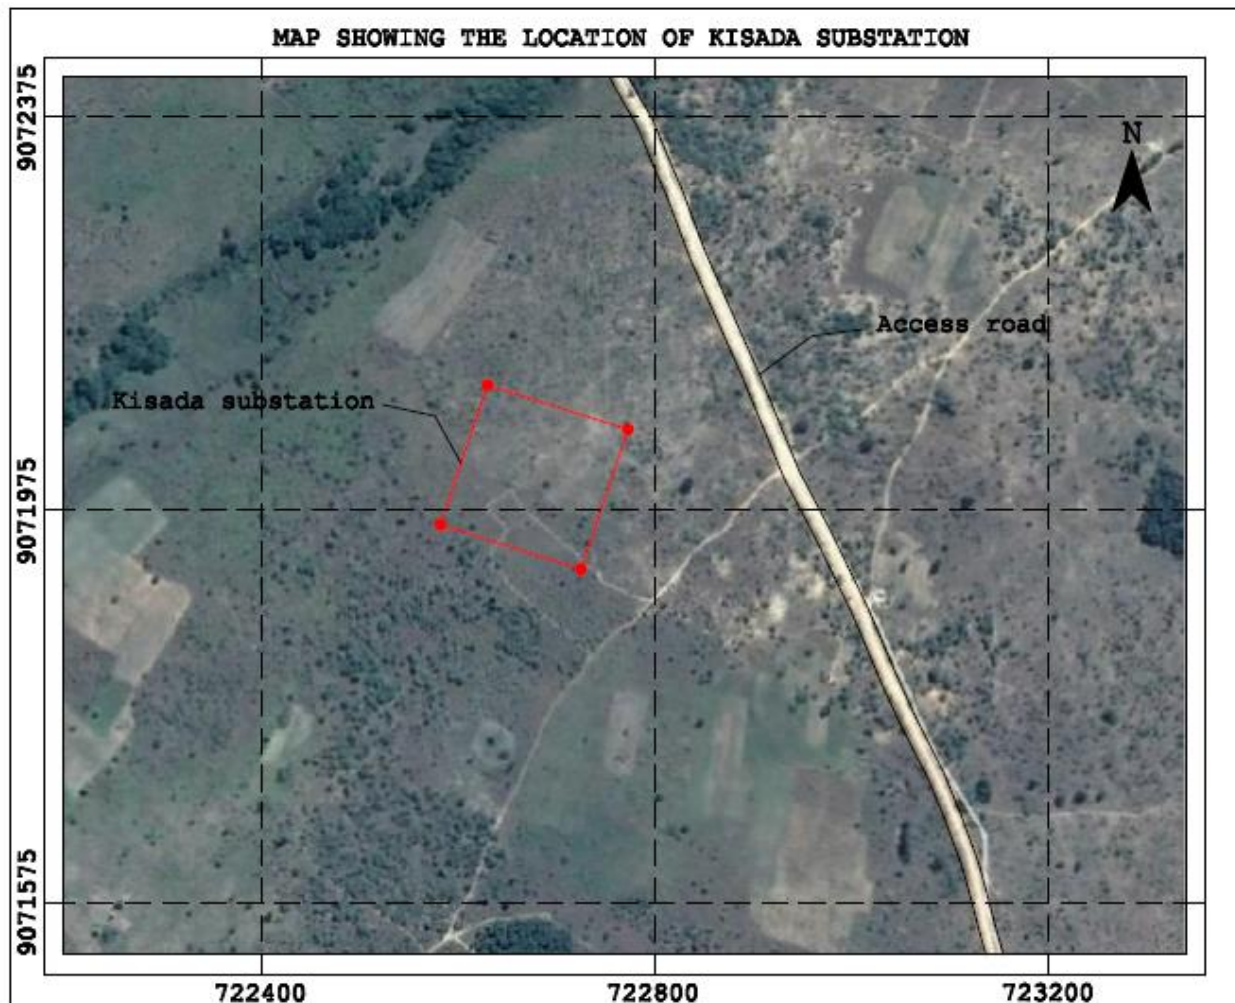 MAP SHOWING THE LOCATION OF KISADA SUBSTATION
9072375
N
Access road
Kisada substation
9071975
9071575
722400
722800
723200